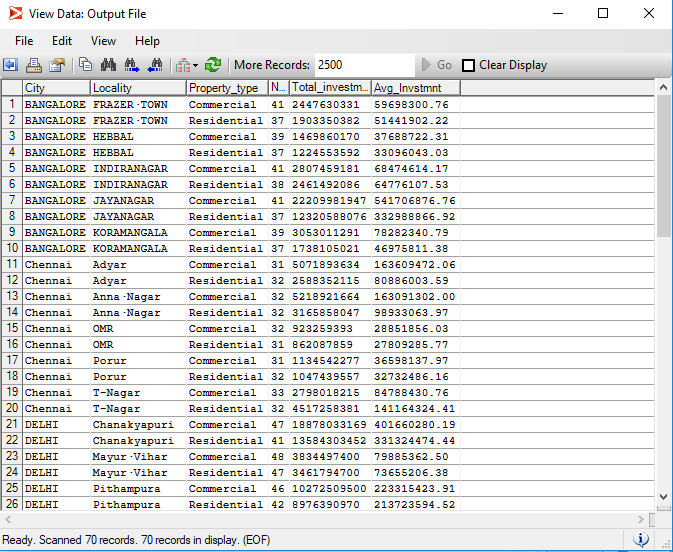 View Data: Output File
File Edit View Help
More Records: 2500 Go Clear Display
City Locality Property_type N... Total_investm... Avg_Invstmnt
1 BANGALORE FRAZER·TOWN Commercial 41 2447630331 59698300.76
2 BANGALORE FRAZER·TOWN Residential 37 1903350382 51441902.22
3 BANGALORE HEBBAL Commercial 39 1469860170 37688722.31
4 BANGALORE HEBBAL Residential 37 1224553592 33096043.03
5 BANGALORE INDIRANAGAR Commercial 41 2807459181 68474614.17
6 BANGALORE INDIRANAGAR Residential 38 2461492086 64776107.53
7 BANGALORE JAYANAGAR Commercial 41 22209981947 541706876.76
8 BANGALORE JAYANAGAR Residential 37 12320588076 332988866.92
9 BANGALORE KORAMANGALA Commercial 39 3053011291 78282340.79
10 BANGALORE KORAMANGALA Residential 37 1738105021 46975811.38
11 Chennai Adyar Commercial 31 5071893634 163609472.06
12 Chennai Adyar Residential 32 2588352115 80886003.59
13 Chennai Anna·Nagar Commercial 32 5218921664 163091302.00
14 Chennai Anna·Nagar Residential 32 3165858047 98933063.97
15 Chennai OMR Commercial 32 923259393 28851856.03
16 Chennai OMR Residential 31 862087859 27809285.77
17 Chennai Porur Commercial 31 1134542277 36598137.97
18 Chennai Porur Residential 32 1047439557 32732486.16
19 Chennai T-Nagar Commercial 33 2798018215 84788430.76
20 Chennai T-Nagar Residential 32 4517258381 141164324.41
21 DELHI Chanakyapuri Commercial 47 18878033169 401660280.19
22 DELHI Chanakyapuri Residential 41 13584303452 331324474.44
23 DELHI Mayur·Vihar Commercial 48 3834497400 79885362.50
24 DELHI Mayur·Vihar Residential 47 3461794700 73655206.38
25 DELHI Pithampura Commercial 46 10272509500 223315423.91
26 DELHI Pithampura Residential 42 8976390970 213723594.52
Ready. Scanned 70 records. 70 records in display. (EOF)